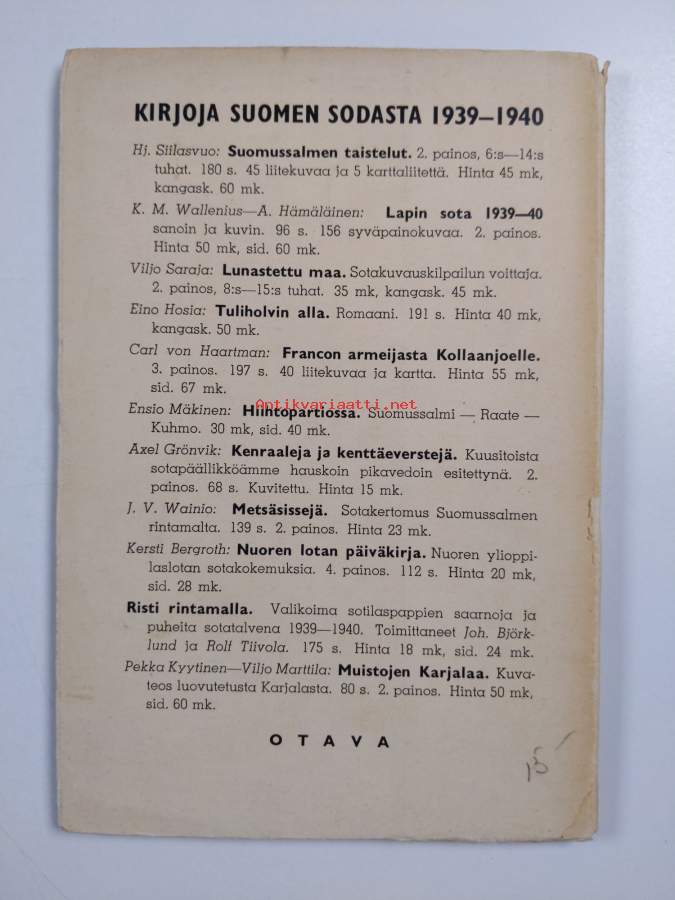 KIRJOJA SUOMEN SODASTA 1939—1940
Hj. Siilasvuo: Suomussalmen taistelut. 2. painos, 6:s—14:s
tuhat. 180 s. 45 liitekuvaa ja 5 karttaliitettä. Hinta 45 mk,
kangask. 60 mk.
K. M. Wallenius—A. Hämäläinen: Lapin sota 1939—40
sanoin ja kuvin. 96 s. 156 syväpainokuvaa. 2. painos.
Hinta 50 mk, sid. 60 mk.
Viljo Saraja: Lunastettu maa. Sotakuvauskilpailun voittaja.
2. painos, 8:s—15:s tuhat. 35 mk, kangask. 45 mk.
Eino Hosia: Tuliholvin alla. Romaani. 191 s. Hinta 40 mk,
kangask. 50 mk.
Carl von Haartman: Francon armeijasta Kollaanjoelle.
3. painos. 197 s. 40 liitekuvaa ja kartta. Hinta 55 mk,
sid. 67 mk.
Antikvariaatti.net
Ensio Mäkinen: Hiihtopartiossa. Suomussalmi — Raate —
Kuhmo. 30 mk, sid. 40 mk.
Axel Grönvik: Kenraaleja ja kenttäeverstejä. Kuusitoista
sotapäällikköämme hauskoin pikavedoin esitettynä. 2.
painos. 68 s. Kuvitettu. Hinta 15 mk.
J. V. Wainio: Metsäsissejä. Sotakertomus Suomussalmen
rintamalta. 139 s. 2. painos. Hinta 23 mk.
Kersti Bergroth: Nuoren lotan päiväkirja. Nuoren ylioppi-
laslotan sotakokemuksia. 4. painos. 112 s. Hinta 20 mk,
sid. 28 mk.
Risti rintamalla. Valikoima sotilaspappien saarnoja ja
puheita sotatalvena 1939—1940. Toimittaneet Joh. Björk-
lund ja Rolf Tiivola. 175 s. Hinta 18 mk, sid. 24 mk.
Pekka Kyytinen—Viljo Marttila: Muistojen Karjalaa. Kuva-
teos luovutetusta Karjalasta. 80 s. 2. painos. Hinta 50 mk,
sid. 60 mk.
OTAVA